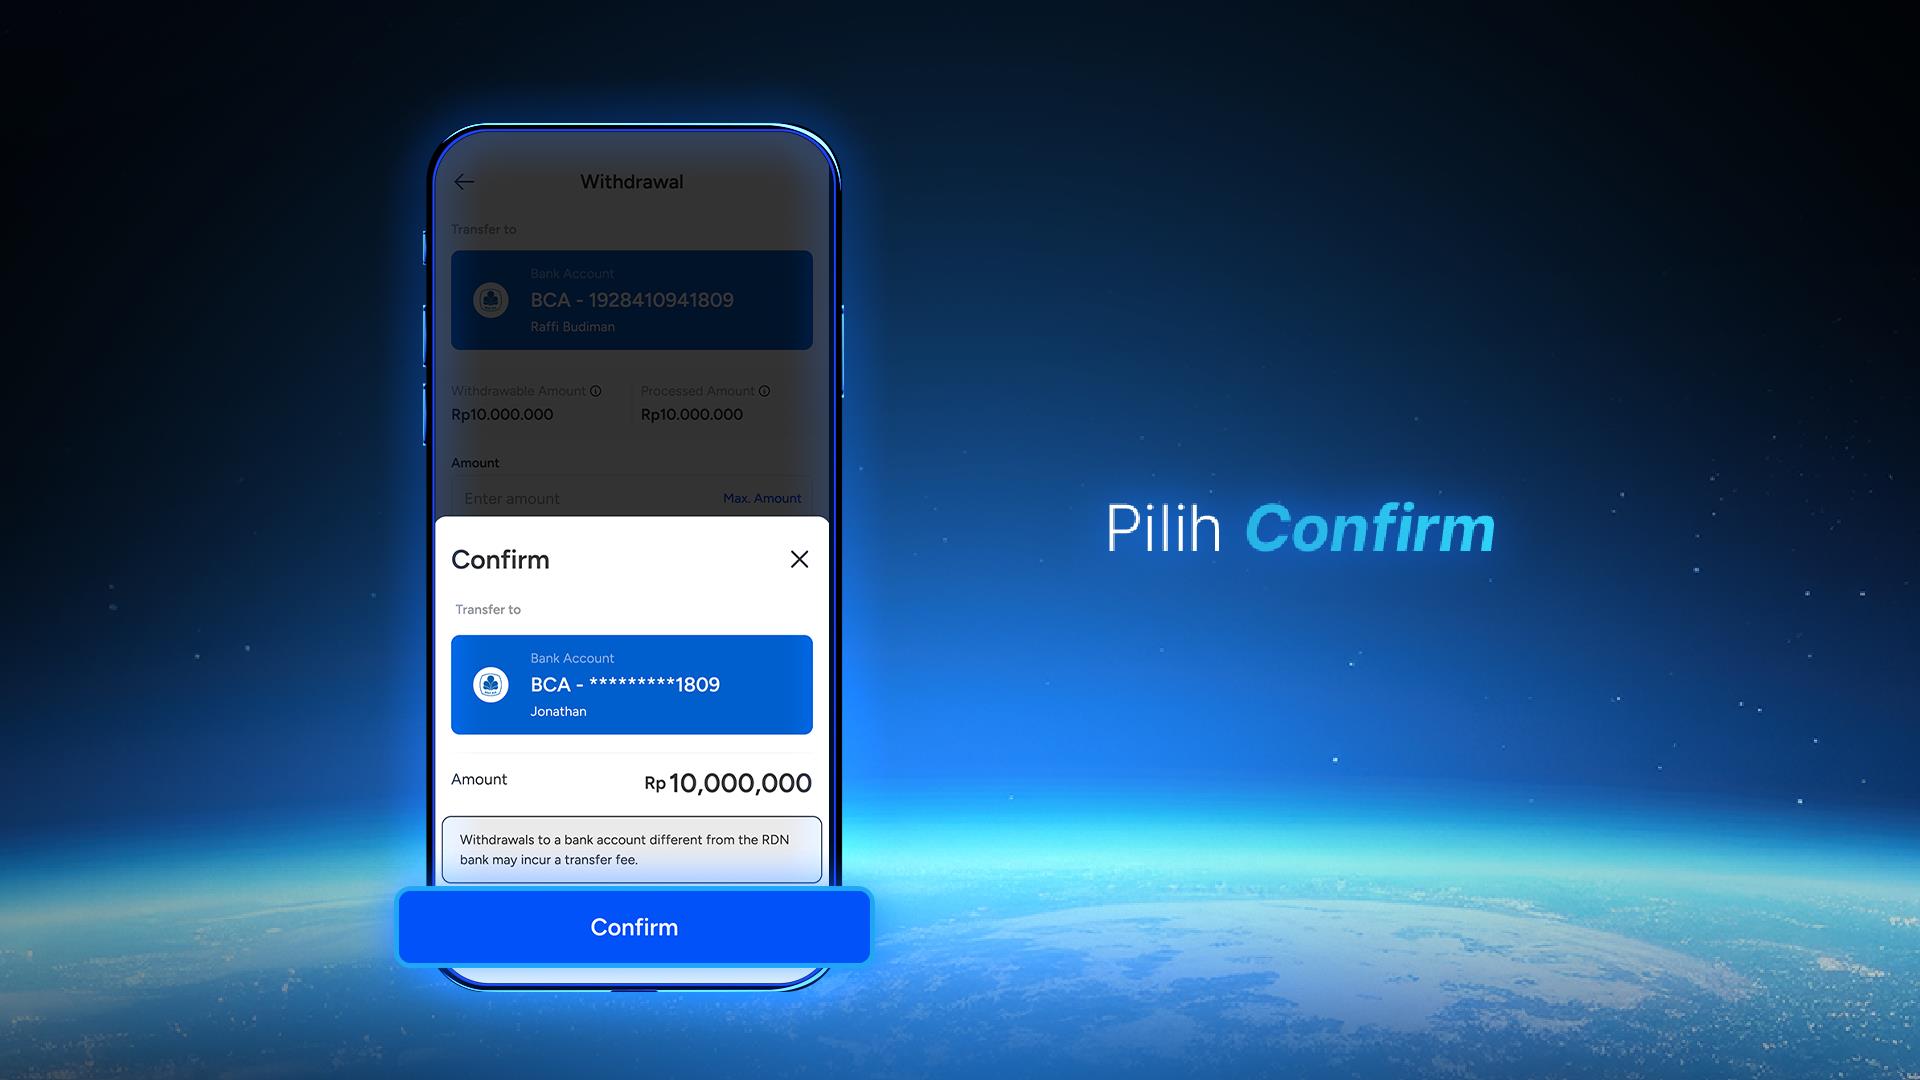 Withdrawal
Transfer to
Bank Account
BCA - 1928410941809
Raffi Budiman
Withdrawable Amount
Rp10.000.000
Processed Amount
Rp10.000.000
Amount
Enter amount
Max. Amount
Confirm
Transfer to
Bank Account
BCA - *********1809
Jonathan
Amount
Rp 10,000,000
Withdrawals to a bank account different from the RDN
bank may incur a transfer fee.
Confirm
Pilih Confirm